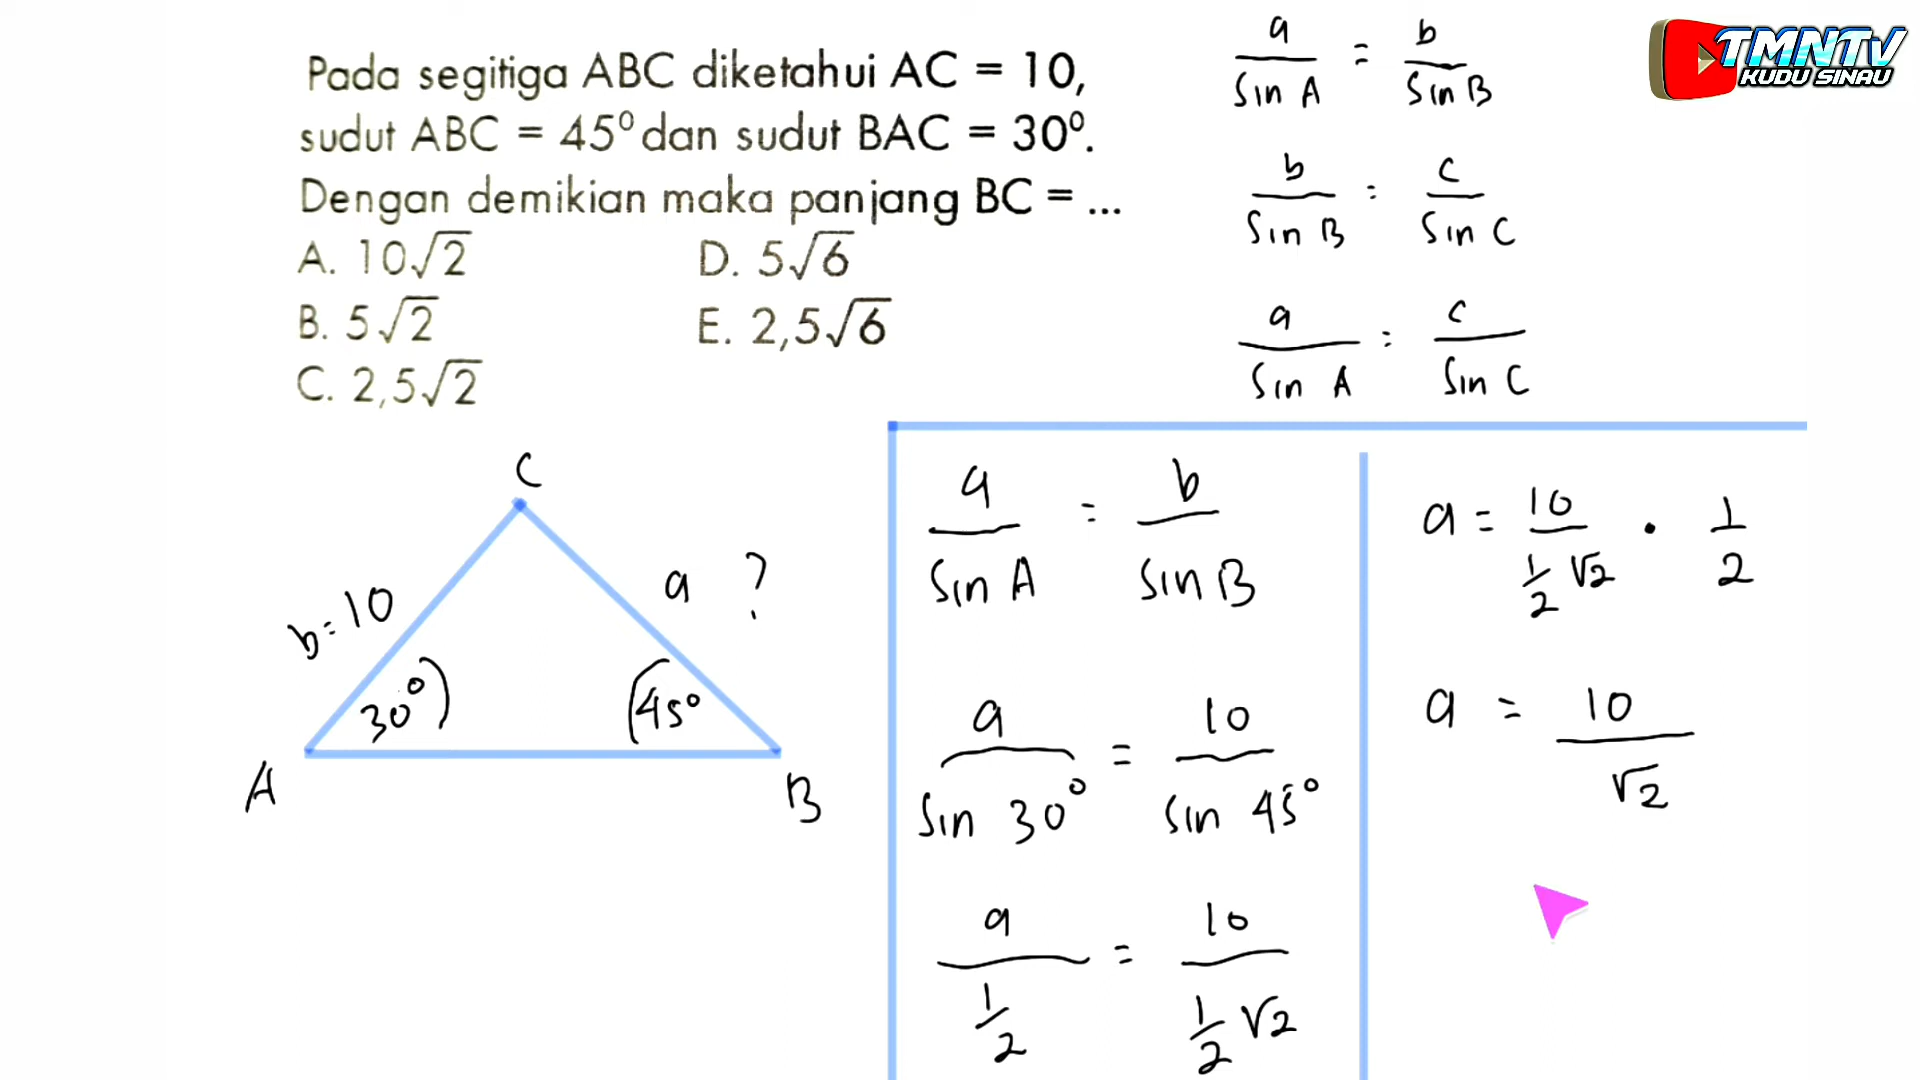 Pada segitiga ABC diketahui AC = 10,
sudut ABC = 45⁰ dan sudut BAC = 30⁰.
Dengan demikian maka panjang BC = ...
A. 10√2
D. 5√6
B. 5√2
E. 2,5√6
C. 2,5√2
a/Sin A = b/Sin B
b/Sin B = c/Sin C
a/Sin A = c/Sin C
TMNTV
KUDU SINAU
C
b=10
a ?
30°
45°
A
B
a/Sin A = b/Sin B
a/Sin 30° = 10/Sin 45°
a/(1/2) = 10/(1/2 √2)
a = 10/(1/2 √2) . 1/2
a = 10/√2